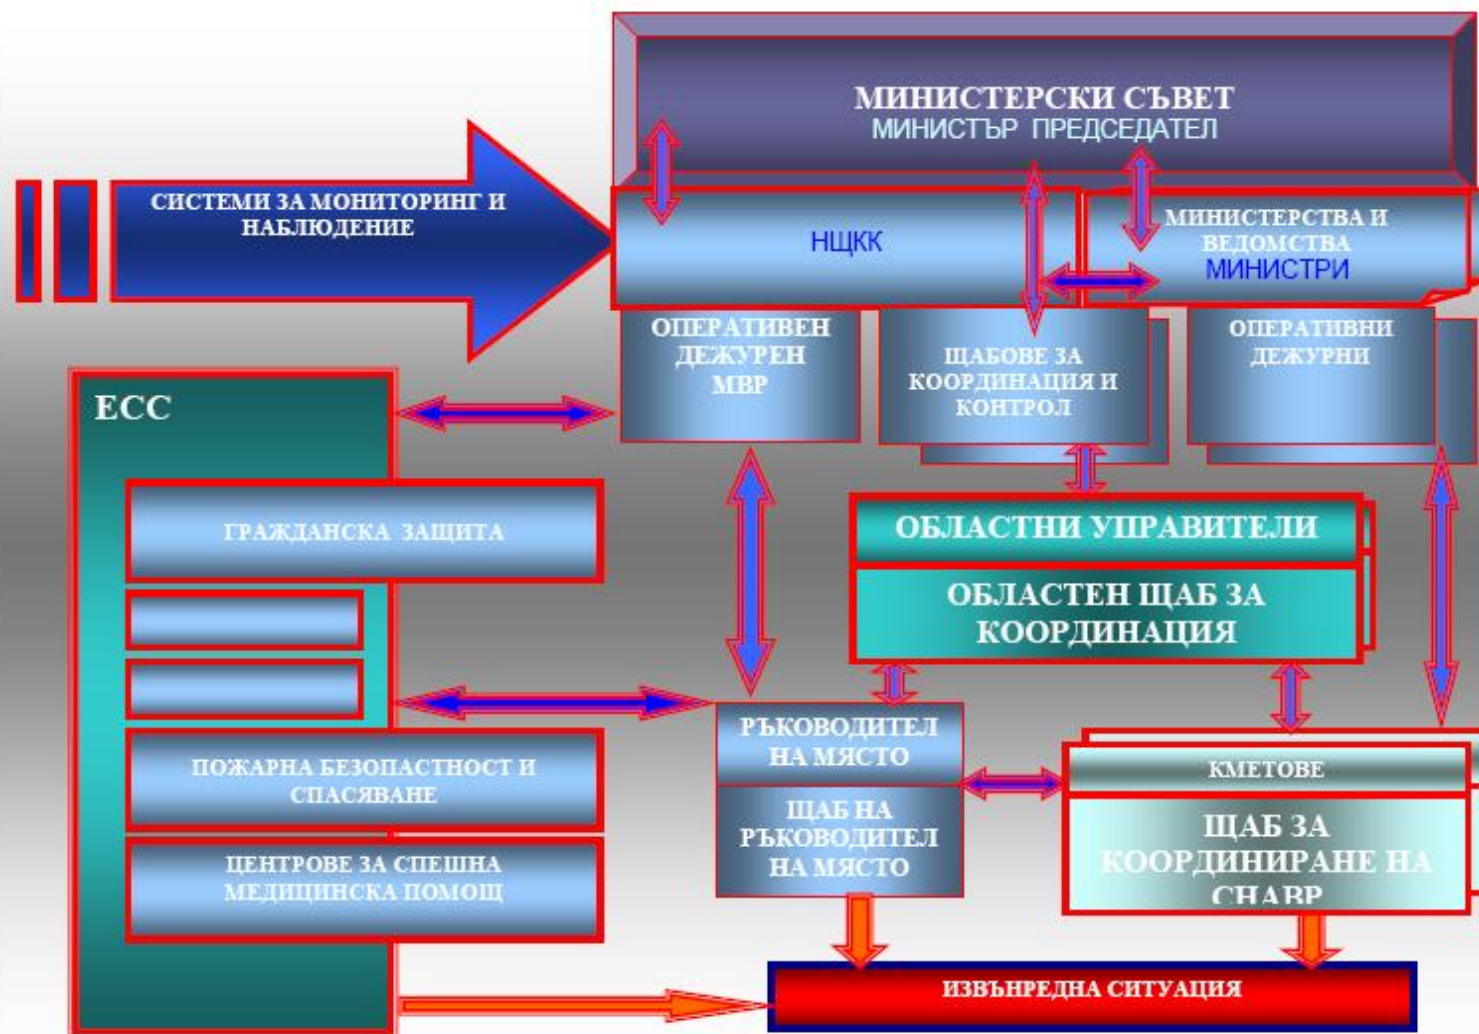 МИНИСТЕРСКИ СЪВЕТ
МИНИСТЪР ПРЕДСЕДАТЕЛ
СИСТЕМИ ЗА МОНИТОРИНГ И
НАБЛЮДЕНИЕ
НЩКК
МИНИСТЕРСТВА И
ВЕДОМСТВА
МИНИСТРИ
ОПЕРАТИВЕН
ДЕЖУРЕН
МВР
ЩАБОВЕ ЗА
КООРДИНАЦИЯ И
КОНТРОЛ
ОПЕРАТИВНИ
ДЕЖУРНИ
ЕСС
ГРАЖДАНСКА ЗАЩИТА
ПОЖАРНА БЕЗОПАСТНОСТ И
СПАСЯВАНЕ
ЦЕНТРОВЕ ЗА СПЕШНА
МЕДИЦИНСКА ПОМОЩ
ОБЛАСТНИ УПРАВИТЕЛИ
ОБЛАСТЕН ЩАБ ЗА
КООРДИНАЦИЯ
РЪКОВОДИТЕЛ
НА МЯСТО
ЩАБ НА
РЪКОВОДИТЕЛ
НА МЯСТО
КМЕТОВЕ
ЩАБ ЗА
КООРДИНИРАНЕ НА
СНАВР
ИЗВЪНРЕДНА СИТУАЦИЯ